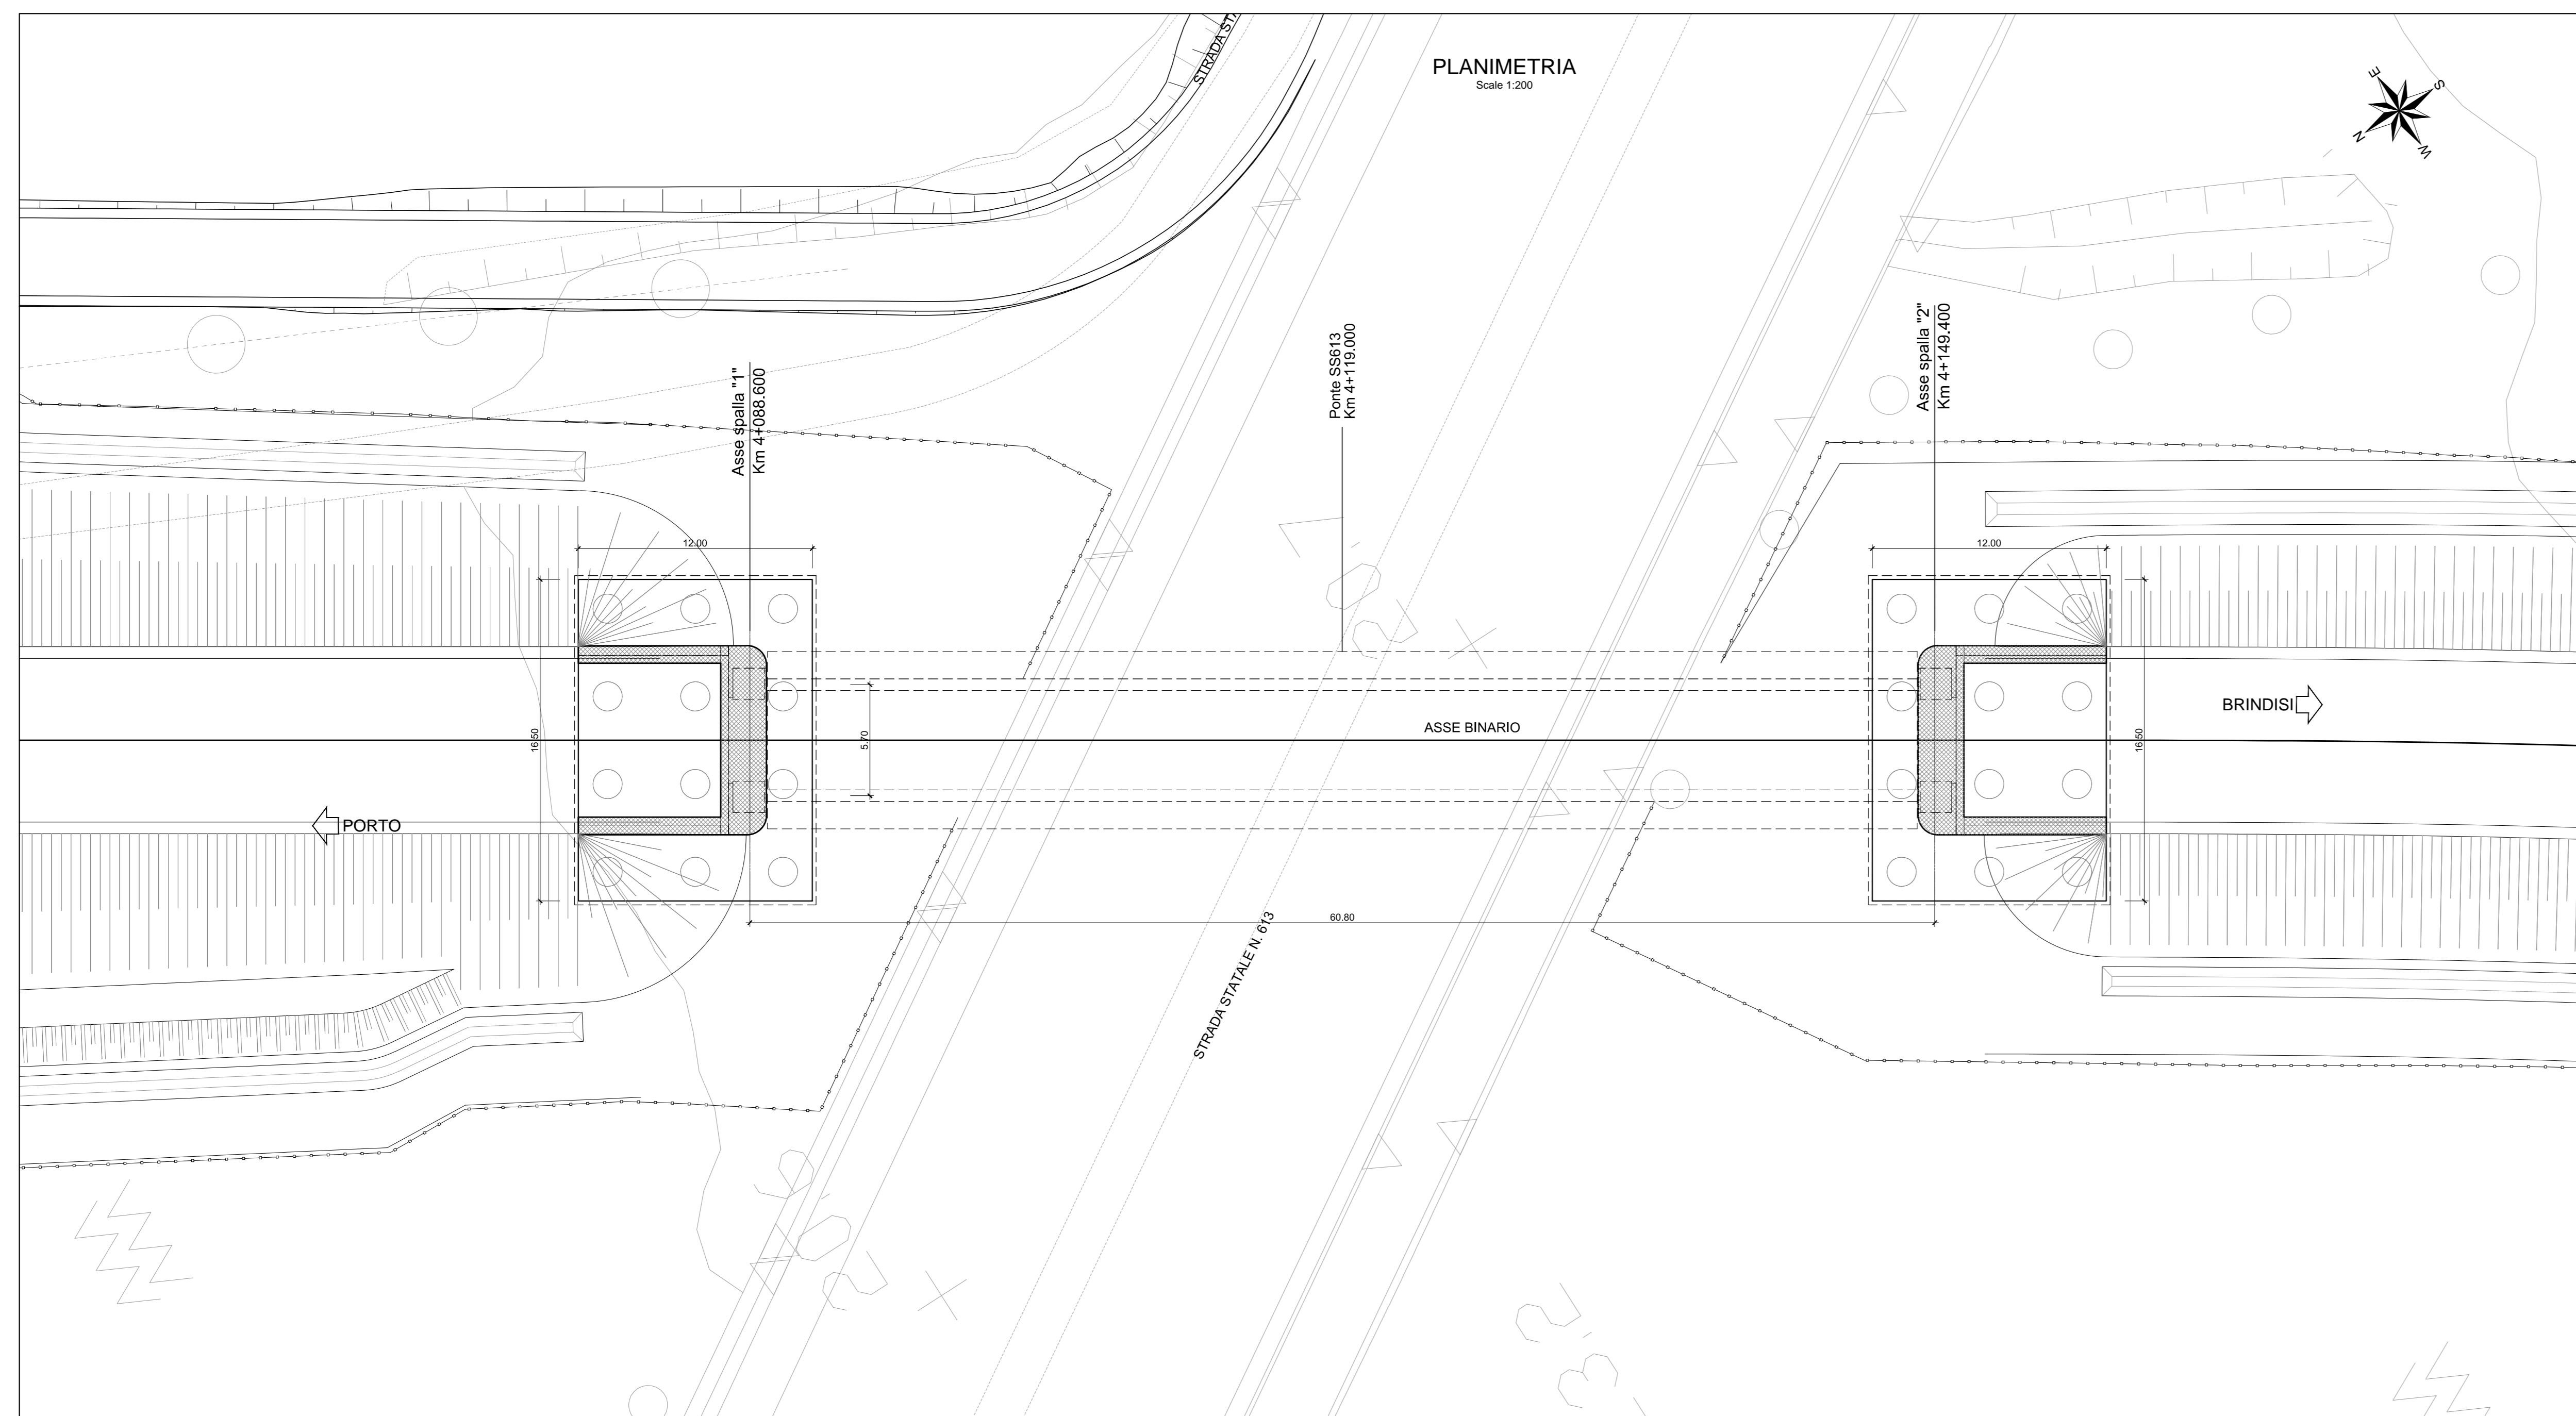 PLANIMETRIA
Scale 1:200
E
S
N
W
STRADA
Asse spalla "1"
Km 4+088.600
Ponte SS613
Km 4+119.000
Asse spalla "2"
Km 4+149.400
12.00
12.00
16.50
5.70
ASSE BINARIO
BRINDISI
16.50
PORTO
60.80
STRADA STATALE N. 613